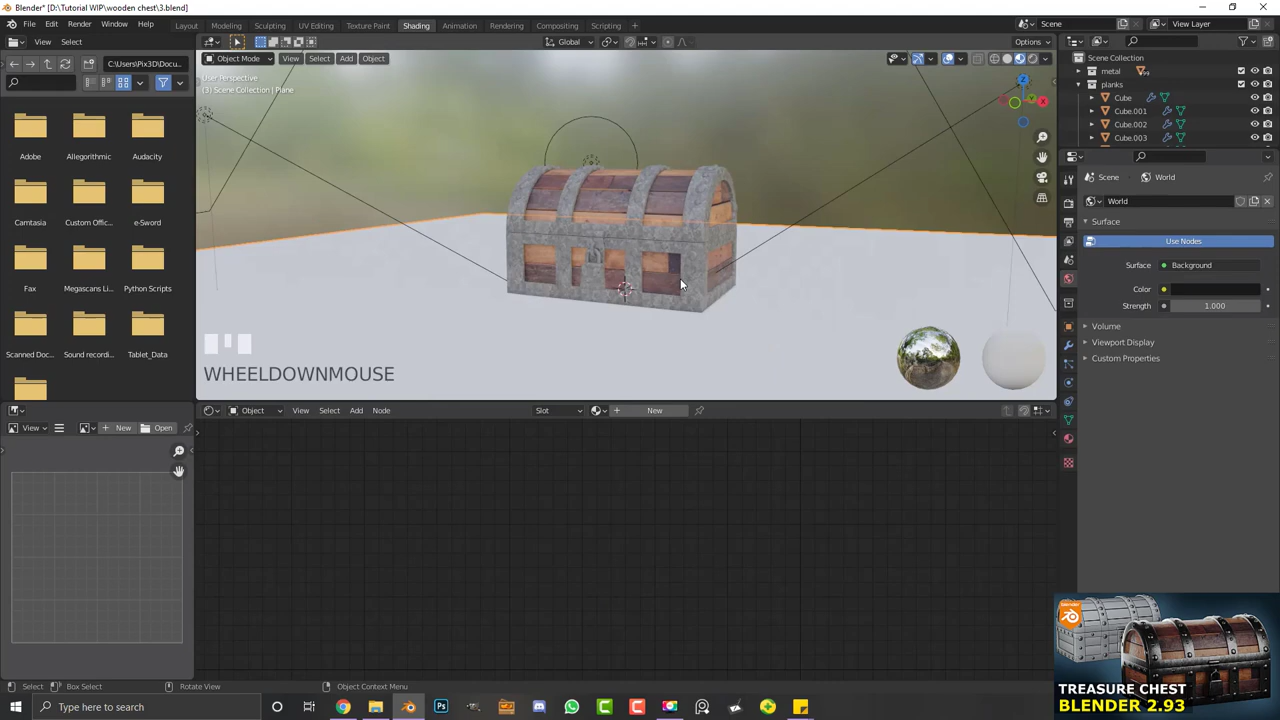 Blender* [D:\Tutorial WIP\wooden chest\3.blend]
File Edit Render Window Help Layout Modeling Sculpting UV Editing Texture Paint Shading Animation Rendering Compositing Scripting Scene View Layer
View Select Global Options
C:\Users\Pix3D\Docu...
Object Mode View Select Add Object
User Perspective
(3) Scene Collection | Plane
Adobe Allegorithmic Audacity
Camtasia Custom Offic... e-Sword
Fax Megascans Li... Python Scripts
Scanned Doc... Sound recordi... Tablet_Data
WHEELDOWNMOUSE
X
Z
Scene Collection
metal
planks
Cube
Cube.001
Cube.002
Cube.003
Scene World
World
Surface
Use Nodes
Surface Background
Color
Strength 1.000
Volume
Viewport Display
Custom Properties
Object View Select Add Node Slot New
View New Open
blender
TREASURE CHEST
BLENDER 2.93
Select Box Select Rotate View Object Context Menu
Type here to search
Ps